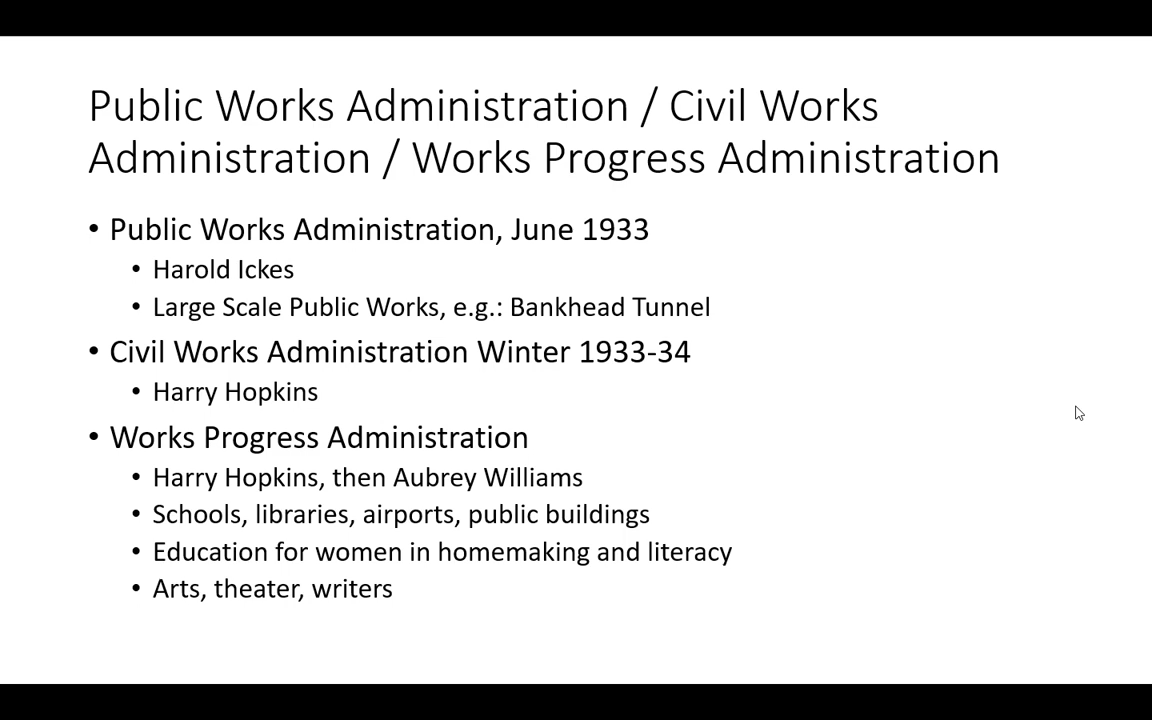 Public Works Administration / Civil Works
Administration / Works Progress Administration
• Public Works Administration, June 1933
• Harold Ickes
• Large Scale Public Works, e.g.: Bankhead Tunnel
• Civil Works Administration Winter 1933-34
• Harry Hopkins
• Works Progress Administration
• Harry Hopkins, then Aubrey Williams
• Schools, libraries, airports, public buildings
• Education for women in homemaking and literacy
• Arts, theater, writers